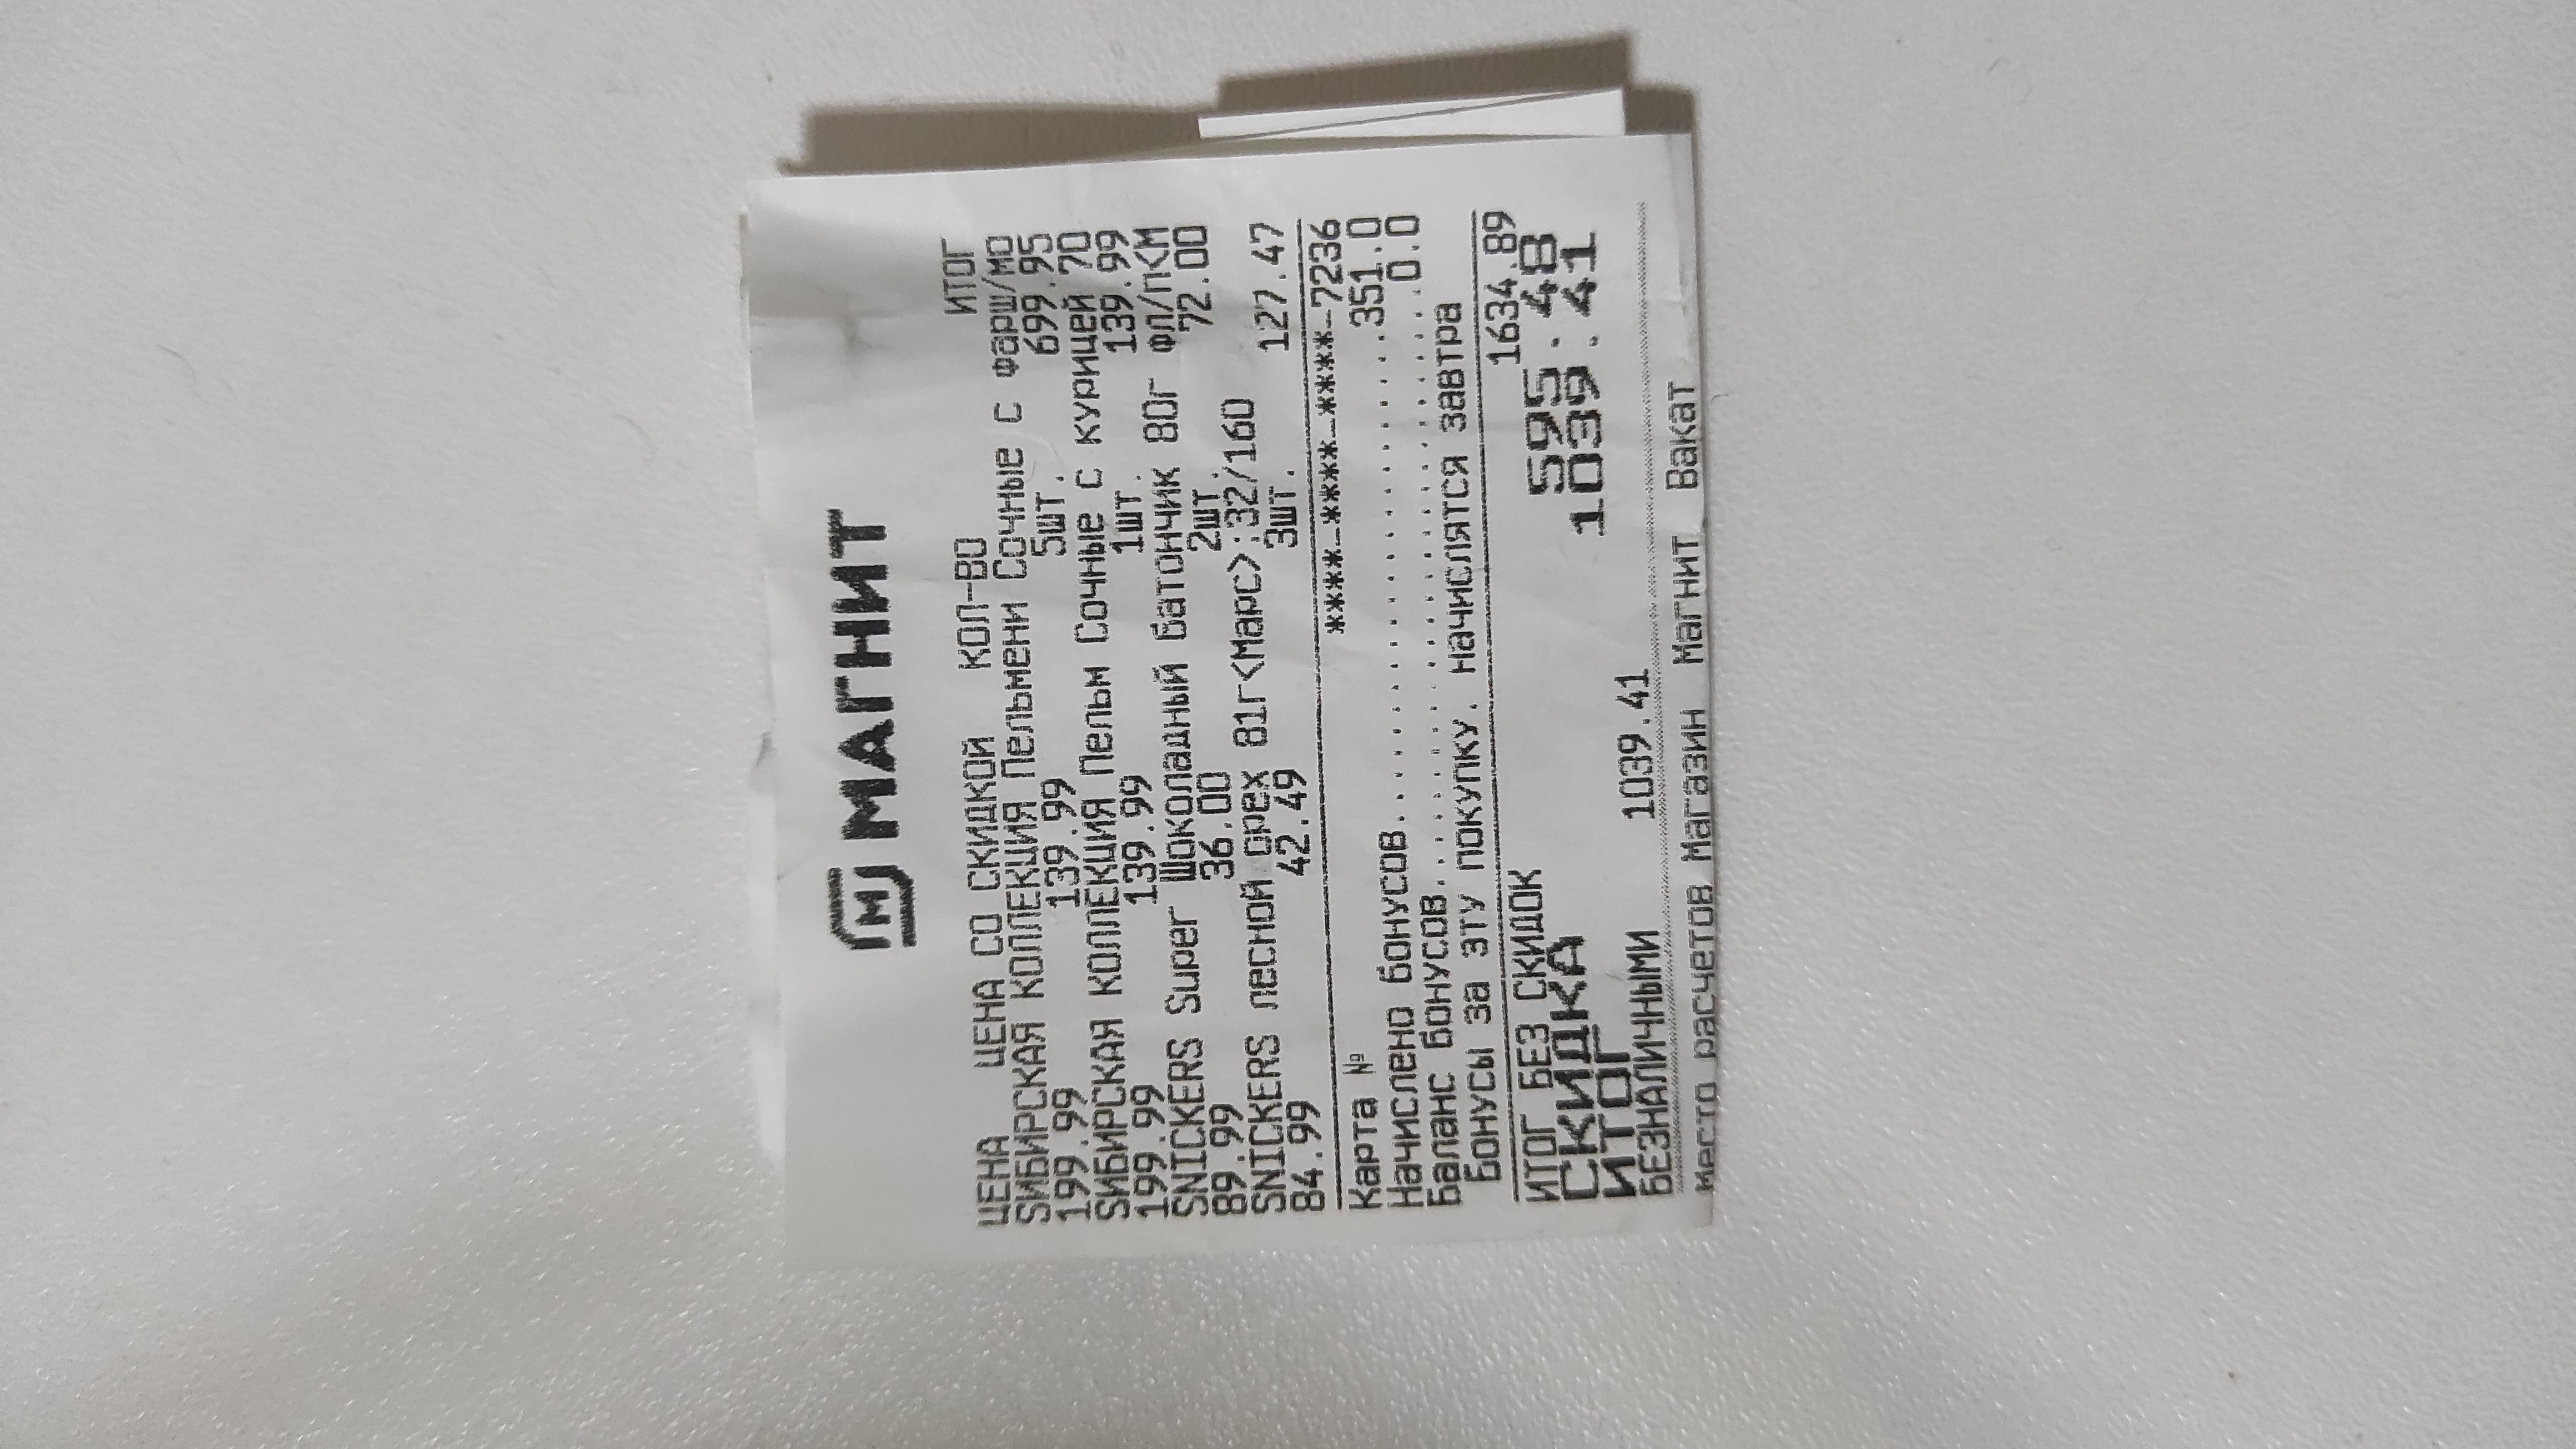 МАГНИТ
ЦЕНА ЦЕНА СО СКИДКОЙ КОЛ-ВО ИТОГ
SИБИРСКАЯ КОЛЛЕКЦИЯ Пельмени Сочные с фарш/мо
199.99 139.99 5шт. 699.95
SИБИРСКАЯ КОЛЛЕКЦИЯ Пельм Сочные с курицей 70
199.99 139.99 1шт. 139.99
SNICKERS Super Шоколадный батончик 80г фл/п<М
89.99 36.00 2шт. 72.00
SNICKERS лесной орех 81г<Марс>:32/160
84.99 42.49 3шт. 127.47
Карта № ****-****-****-7236
Начислено бонусов....................351.0
Баланс бонусов.......................0.0
Бонусы за эту покупку. начислятся завтра
ИТОГ БЕЗ СКИДОК 1634.89
СКИДКА 595.48
ИТОГ 1039.41
БЕЗНАЛИЧНЫМИ 1039.41
место расчетов Магазин Магнит Вакат